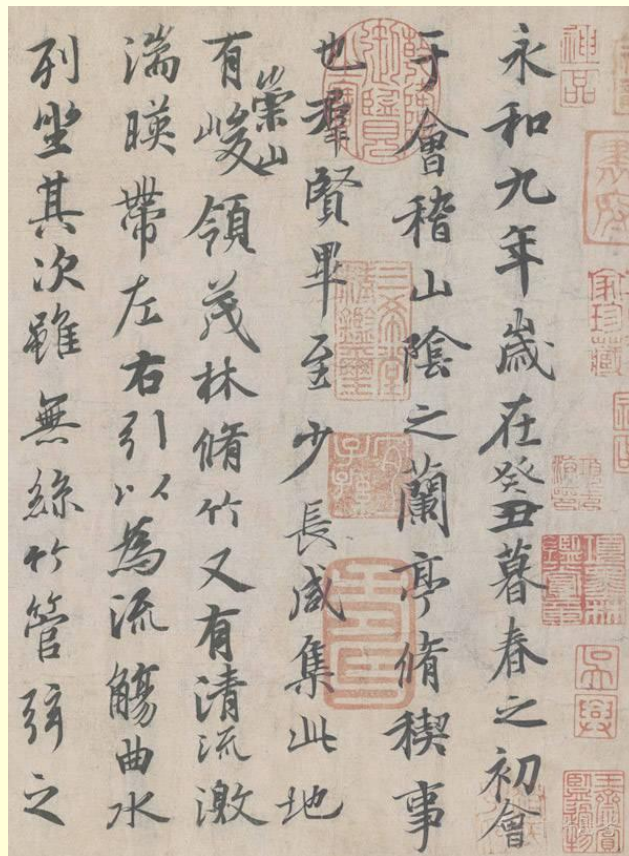 永和九年歲在癸丑暮春之初會
于會稽山陰之蘭亭脩稧事
也羣賢畢至少長咸集此地
有崇山峻領茂林脩竹又有清流激
湍暎帶左右引以為流觴曲水
列坐其次雖無絲竹管弦之
神品